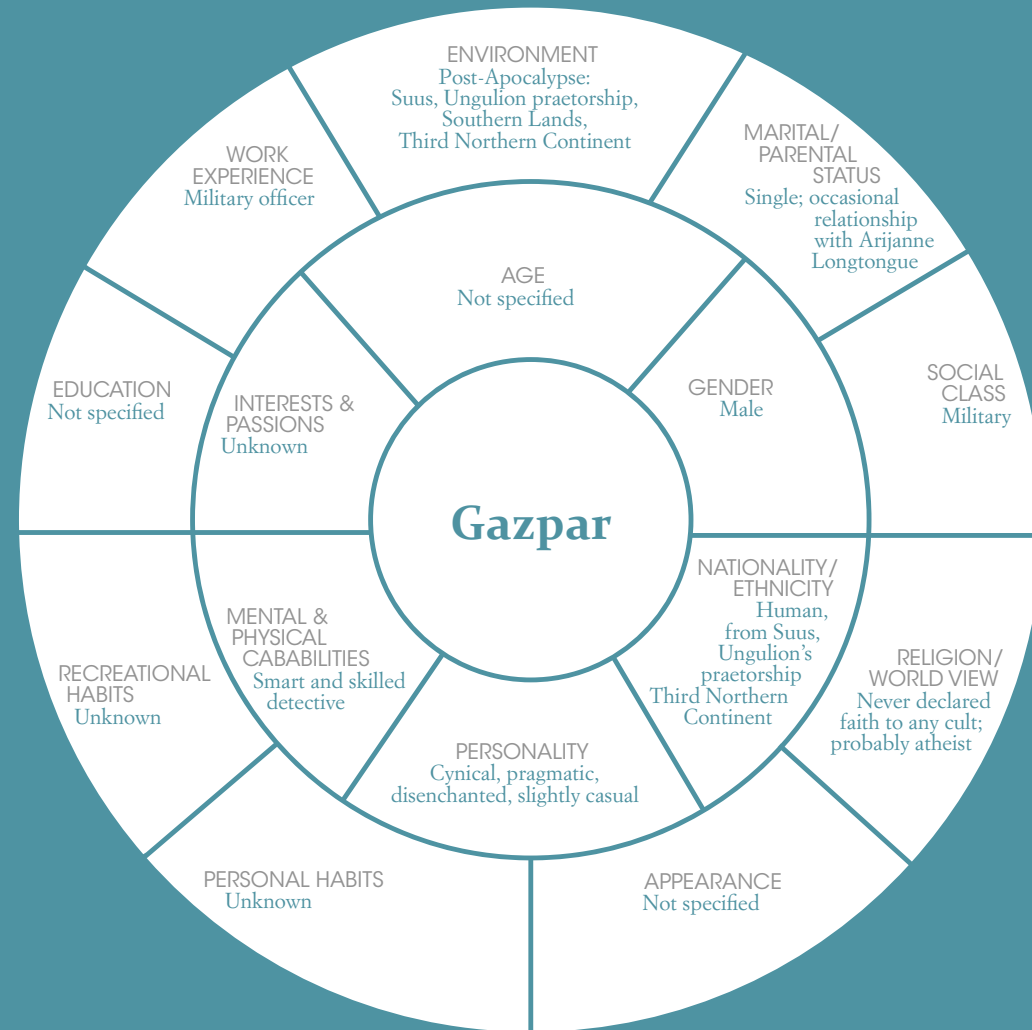 ENVIRONMENT
Post-Apocalypse:
Suus, Ungulion praetorship,
Southern Lands,
Third Northern Continent
MARITAL/
PARENTAL
STATUS
Single; occasional
relationship
with Arijanne
Longtongue
WORK
EXPERIENCE
Military officer
AGE
Not specified
SOCIAL
CLASS
Military
EDUCATION
Not specified
INTERESTS &
PASSIONS
Unknown
GENDER
Male
Gazpar
NATIONALITY/
ETHNICITY
Human,
from Suus,
Ungulion's
praetorship
Third Northern
Continent
MENTAL &
PHYSICAL
CABABILITIES
Smart and skilled
detective
RECREATIONAL
HABITS
Unknown
RELIGION/
WORLD VIEW
Never declared
faith to any cult;
probably atheist
PERSONALITY
Cynical, pragmatic,
disenchanted, slightly casual
PERSONAL HABITS
Unknown
APPEARANCE
Not specified